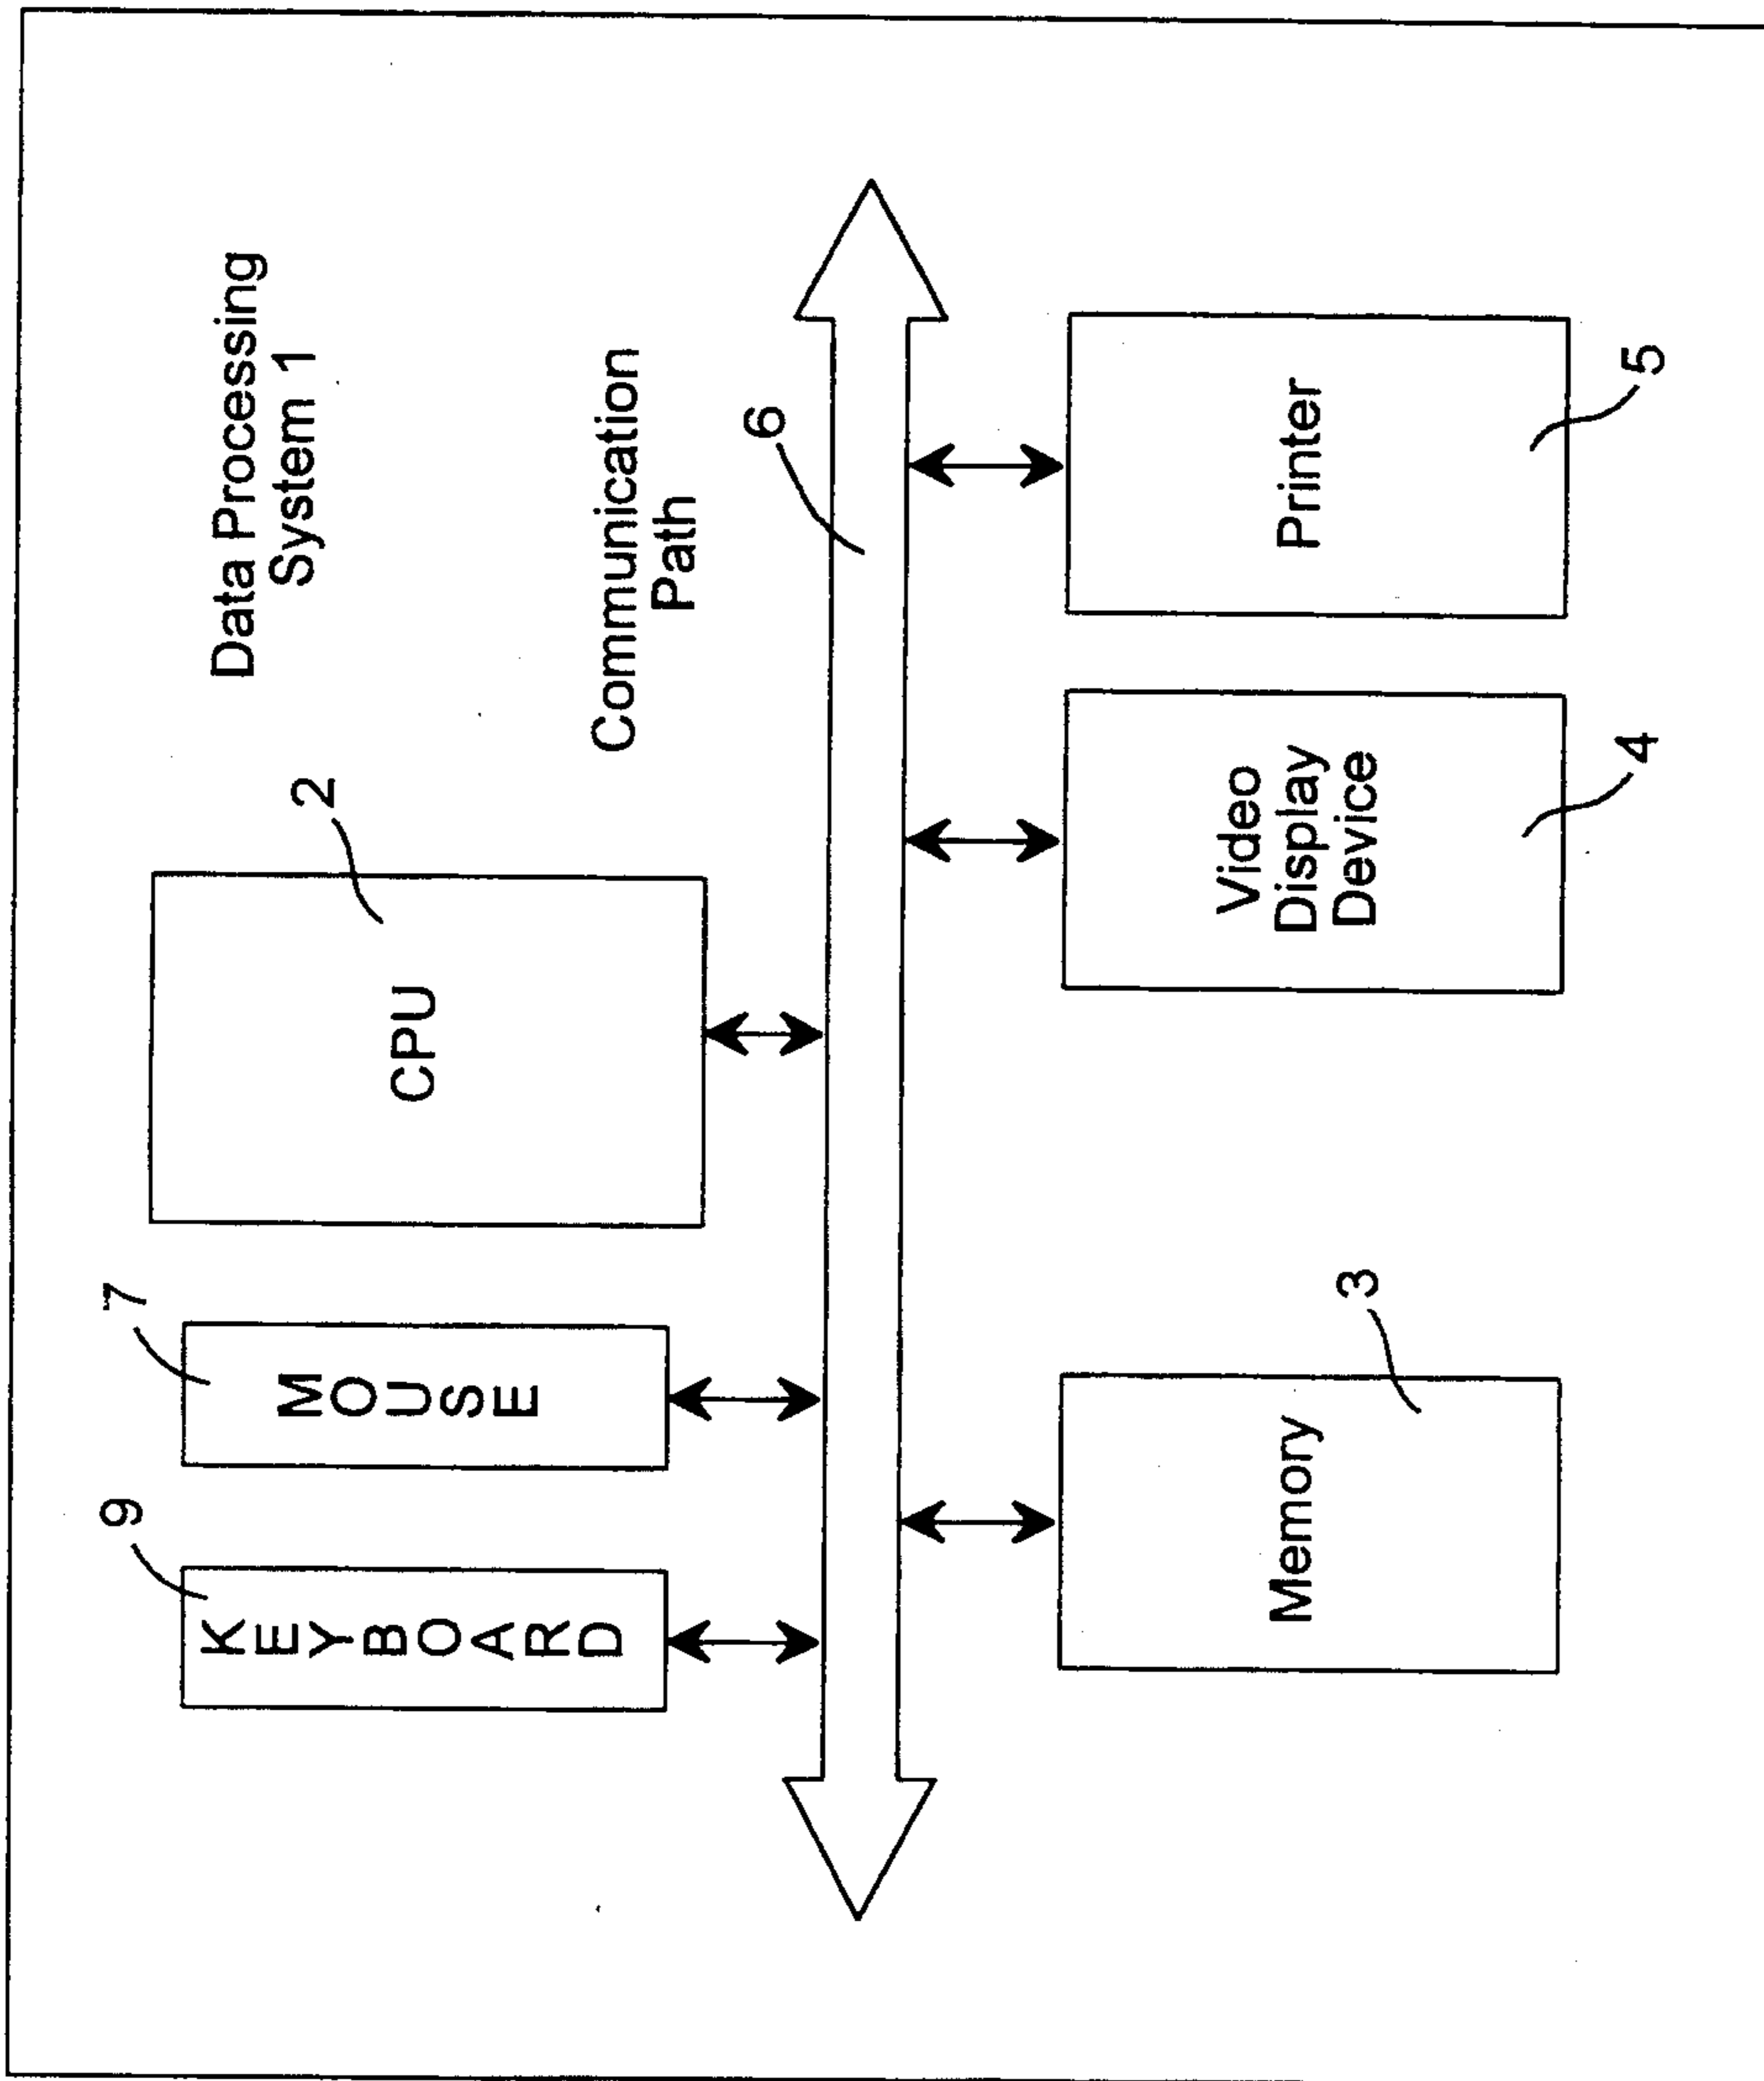 Data Processing
System 1
9
KEYBOARD
7
MOUSE
2
CPU
Communication
Path
6
3
Memory
4
Video
Display
Device
5
Printer